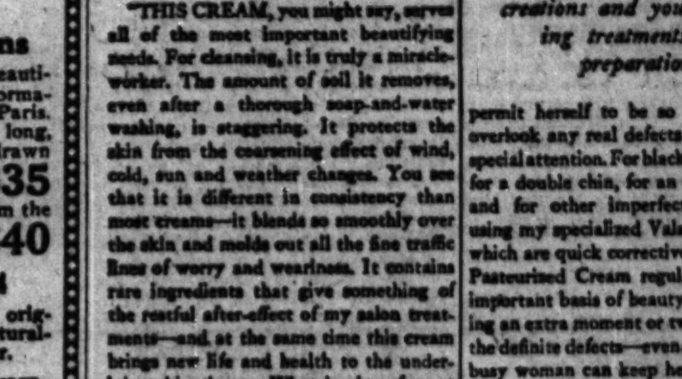 ns
eauti-
orma-
Paris.
long,
drawn
35
m the
40
orig-
tural-
r.
"THIS CREAM, you might say, serves
all of the most important beautifying
needs. For cleansing, it is truly a miracle-
worker. The amount of soil it removes,
even after a thorough soap-and-water
washing, is staggering. It protects the
skin from the coarsening effect of wind,
cold, sun and weather changes. You see
that it is different in consistency than
most creams—it blends so smoothly over
the skin and molds out all the fine traffic
lines of worry and weariness. It contains
rare ingredients that give something of
the restful after-effect of my salon treat-
ments—and at the same time this cream
brings new life and health to the under-
creations and you
ing treatments
preparatio
permit herself to be so
overlook any real defects
special attention. For black
for a double chin, for an
and for other imperfect
using my specialized Vala
which are quick corrective
Pasteurized Cream regul
important basis of beauty
ing an extra moment or tw
the definite defects—even
busy woman can keep he